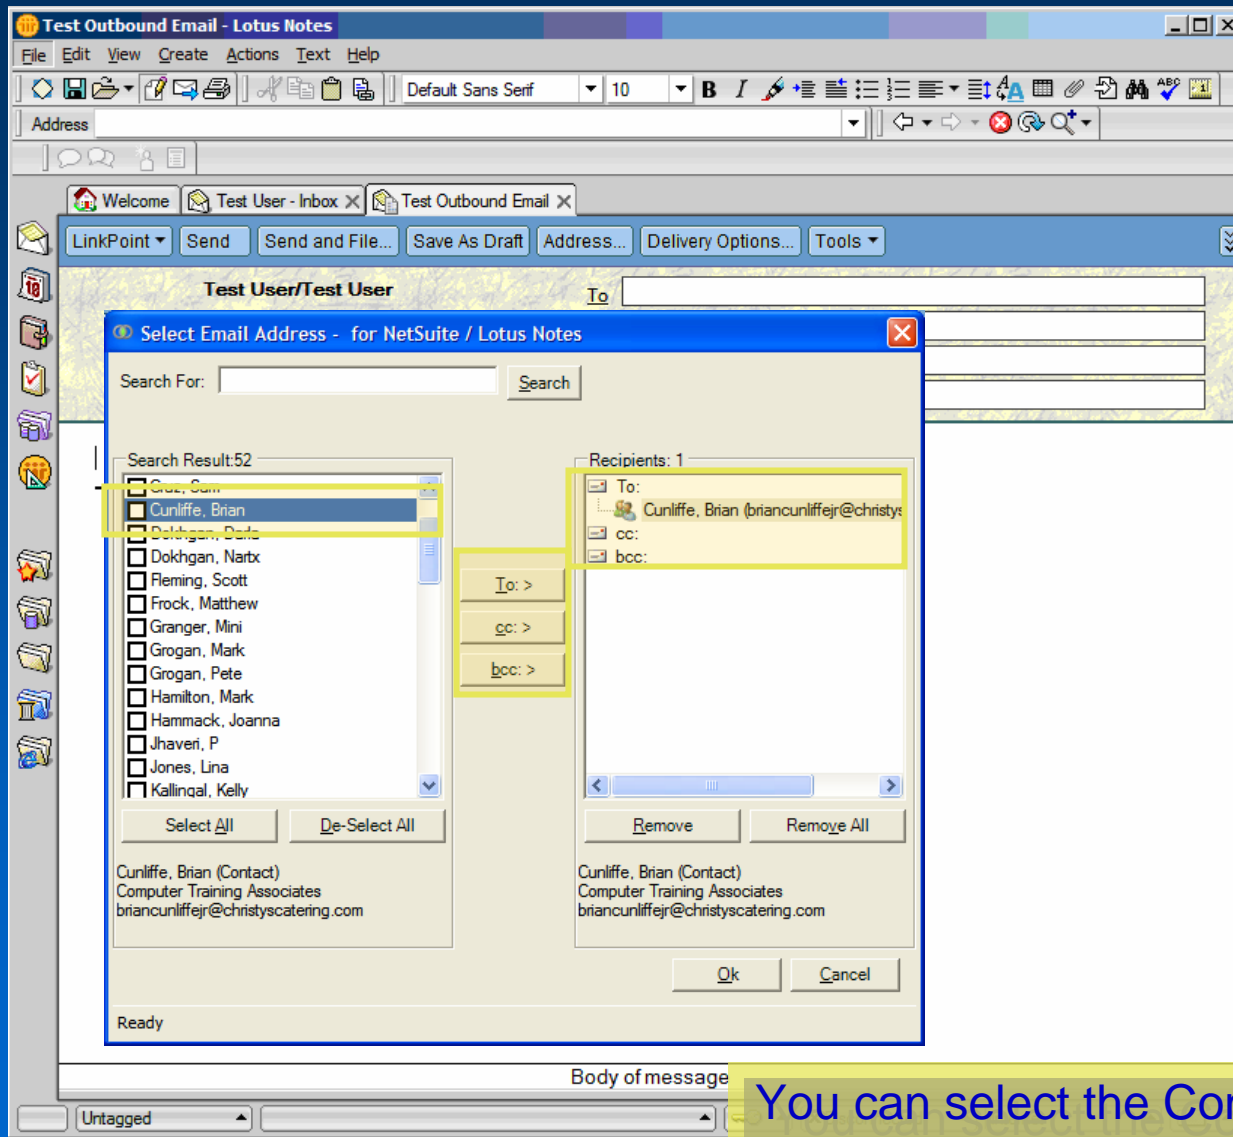 Test Outbound Email - Lotus Notes
File Edit View Create Actions Text Help
Default Sans Serif 10 B I
Address
Welcome Test User - Inbox Test Outbound Email
LinkPoint Send Send and File... Save As Draft Address... Delivery Options... Tools
Test User/Test User To
Select Email Address - for NetSuite / Lotus Notes
Search For: Search
Search Result:52 Recipients: 1
Sam To:
Cunliffe, Brian Cunliffe, Brian (briancunliffejr@christys
Dokhgan, Darla cc:
Dokhgan, Nartx bcc:
Fleming, Scott To: >
Frock, Matthew
Granger, Mini cc: >
Grogan, Mark
Grogan, Pete bcc: >
Hamilton, Mark
Hammack, Joanna
Jhaveri, P
Jones, Lina
Kallingal, Kelly
Select All De-Select All Remove Remove All
Cunliffe, Brian (Contact) Cunliffe, Brian (Contact)
Computer Training Associates Computer Training Associates
briancunliffejr@christyscatering.com briancunliffejr@christyscatering.com
Ok Cancel
Ready
Body of message
You can select the Con
Untagged